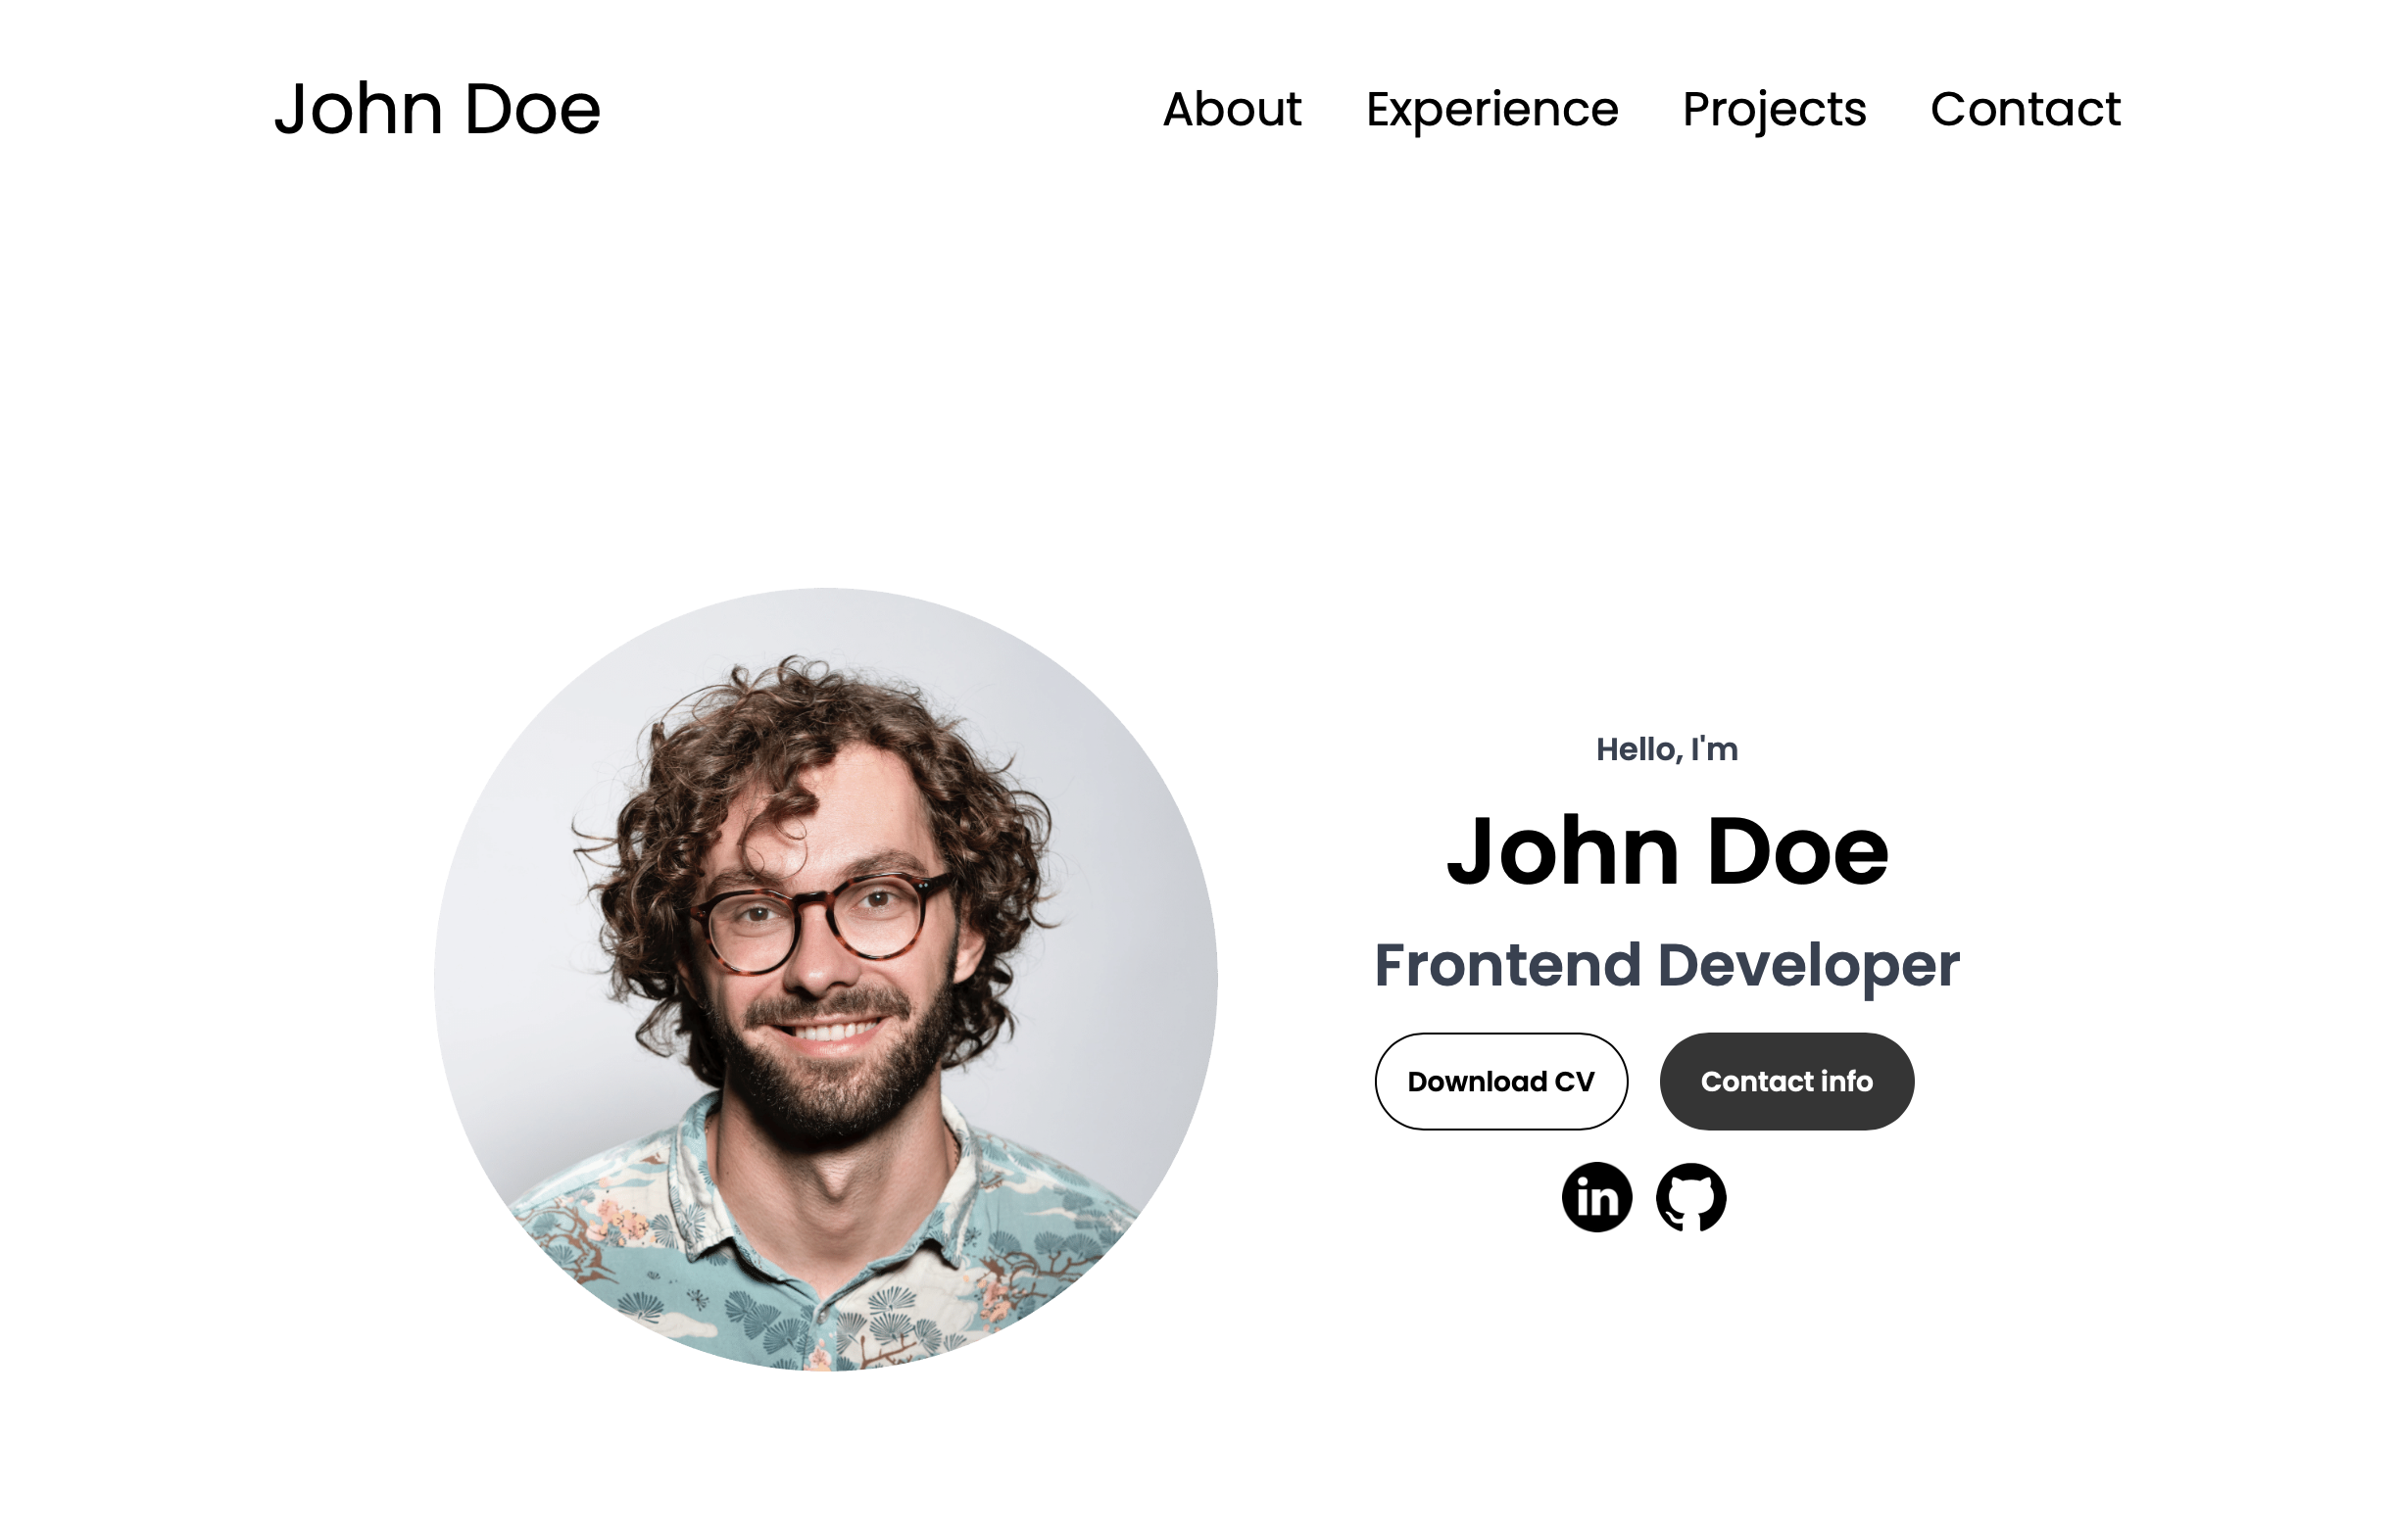 John Doe
About Experience Projects Contact
Hello, I'm
John Doe
Frontend Developer
Download CV
Contact info
in